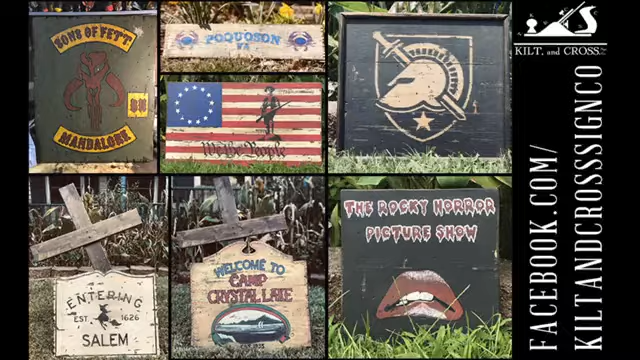 SONS OF FETT
MANDALORE
POQUOSON
VA
We the People
ENTERING
EST. 1626
SALEM
WELCOME TO
CAMP
CRYSTAL LAKE
THE ROCKY HORROR
PICTURE SHOW
KILT, and CROSS
FACEBOOK.COM/
KILTANDCROSSSIGNCO